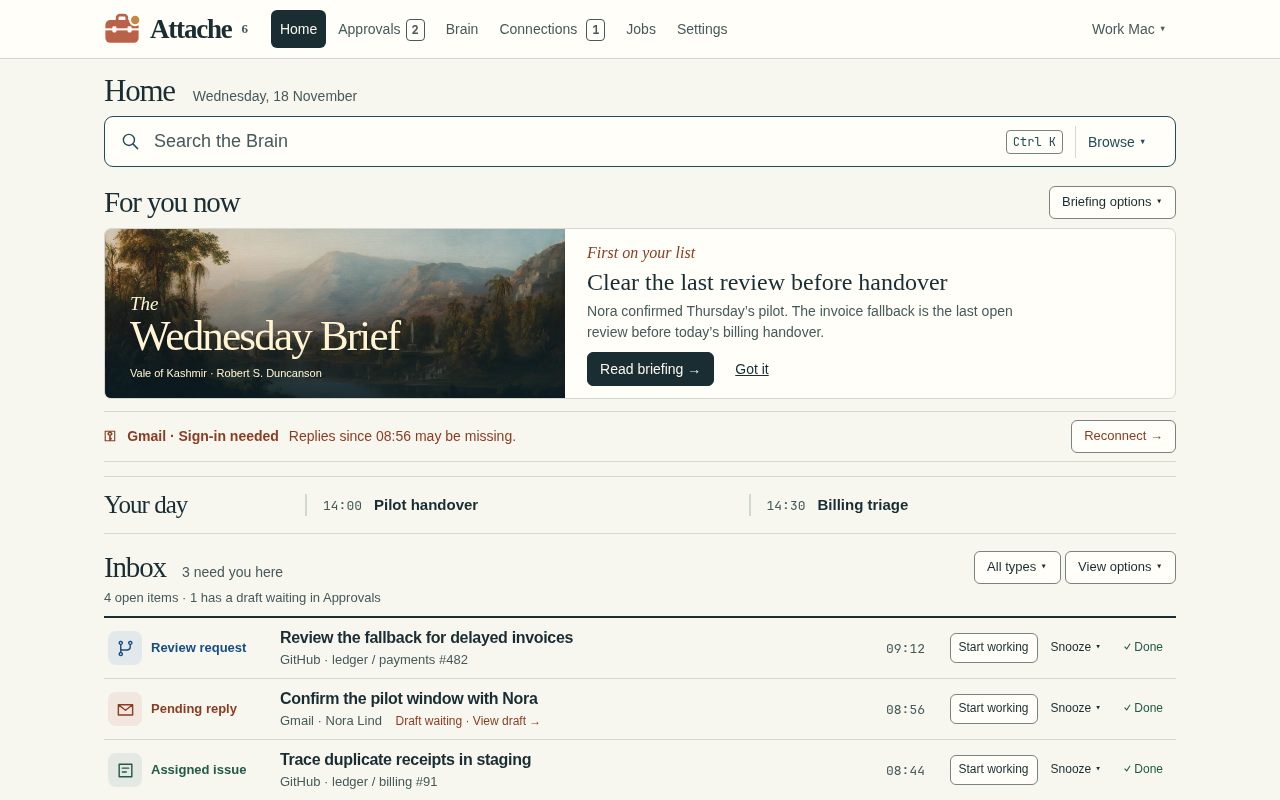 Attache 6 Home Approvals 2 Brain Connections 1 Jobs Settings Work Mac
Home Wednesday, 18 November
Search the Brain Ctrl K Browse
For you now Briefing options
The
Wednesday Brief
Vale of Kashmir · Robert S. Duncanson
First on your list
Clear the last review before handover
Nora confirmed Thursday’s pilot. The invoice fallback is the last open
review before today’s billing handover.
Read briefing → Got it
Gmail · Sign-in needed Replies since 08:56 may be missing. Reconnect →
Your day 14:00 Pilot handover 14:30 Billing triage
Inbox 3 need you here All types View options
4 open items · 1 has a draft waiting in Approvals
Review request Review the fallback for delayed invoices 09:12 Start working Snooze ✓ Done
GitHub · ledger / payments #482
Pending reply Confirm the pilot window with Nora 08:56 Start working Snooze ✓ Done
Gmail · Nora Lind Draft waiting · View draft →
Assigned issue Trace duplicate receipts in staging 08:44 Start working Snooze ✓ Done
GitHub · ledger / billing #91